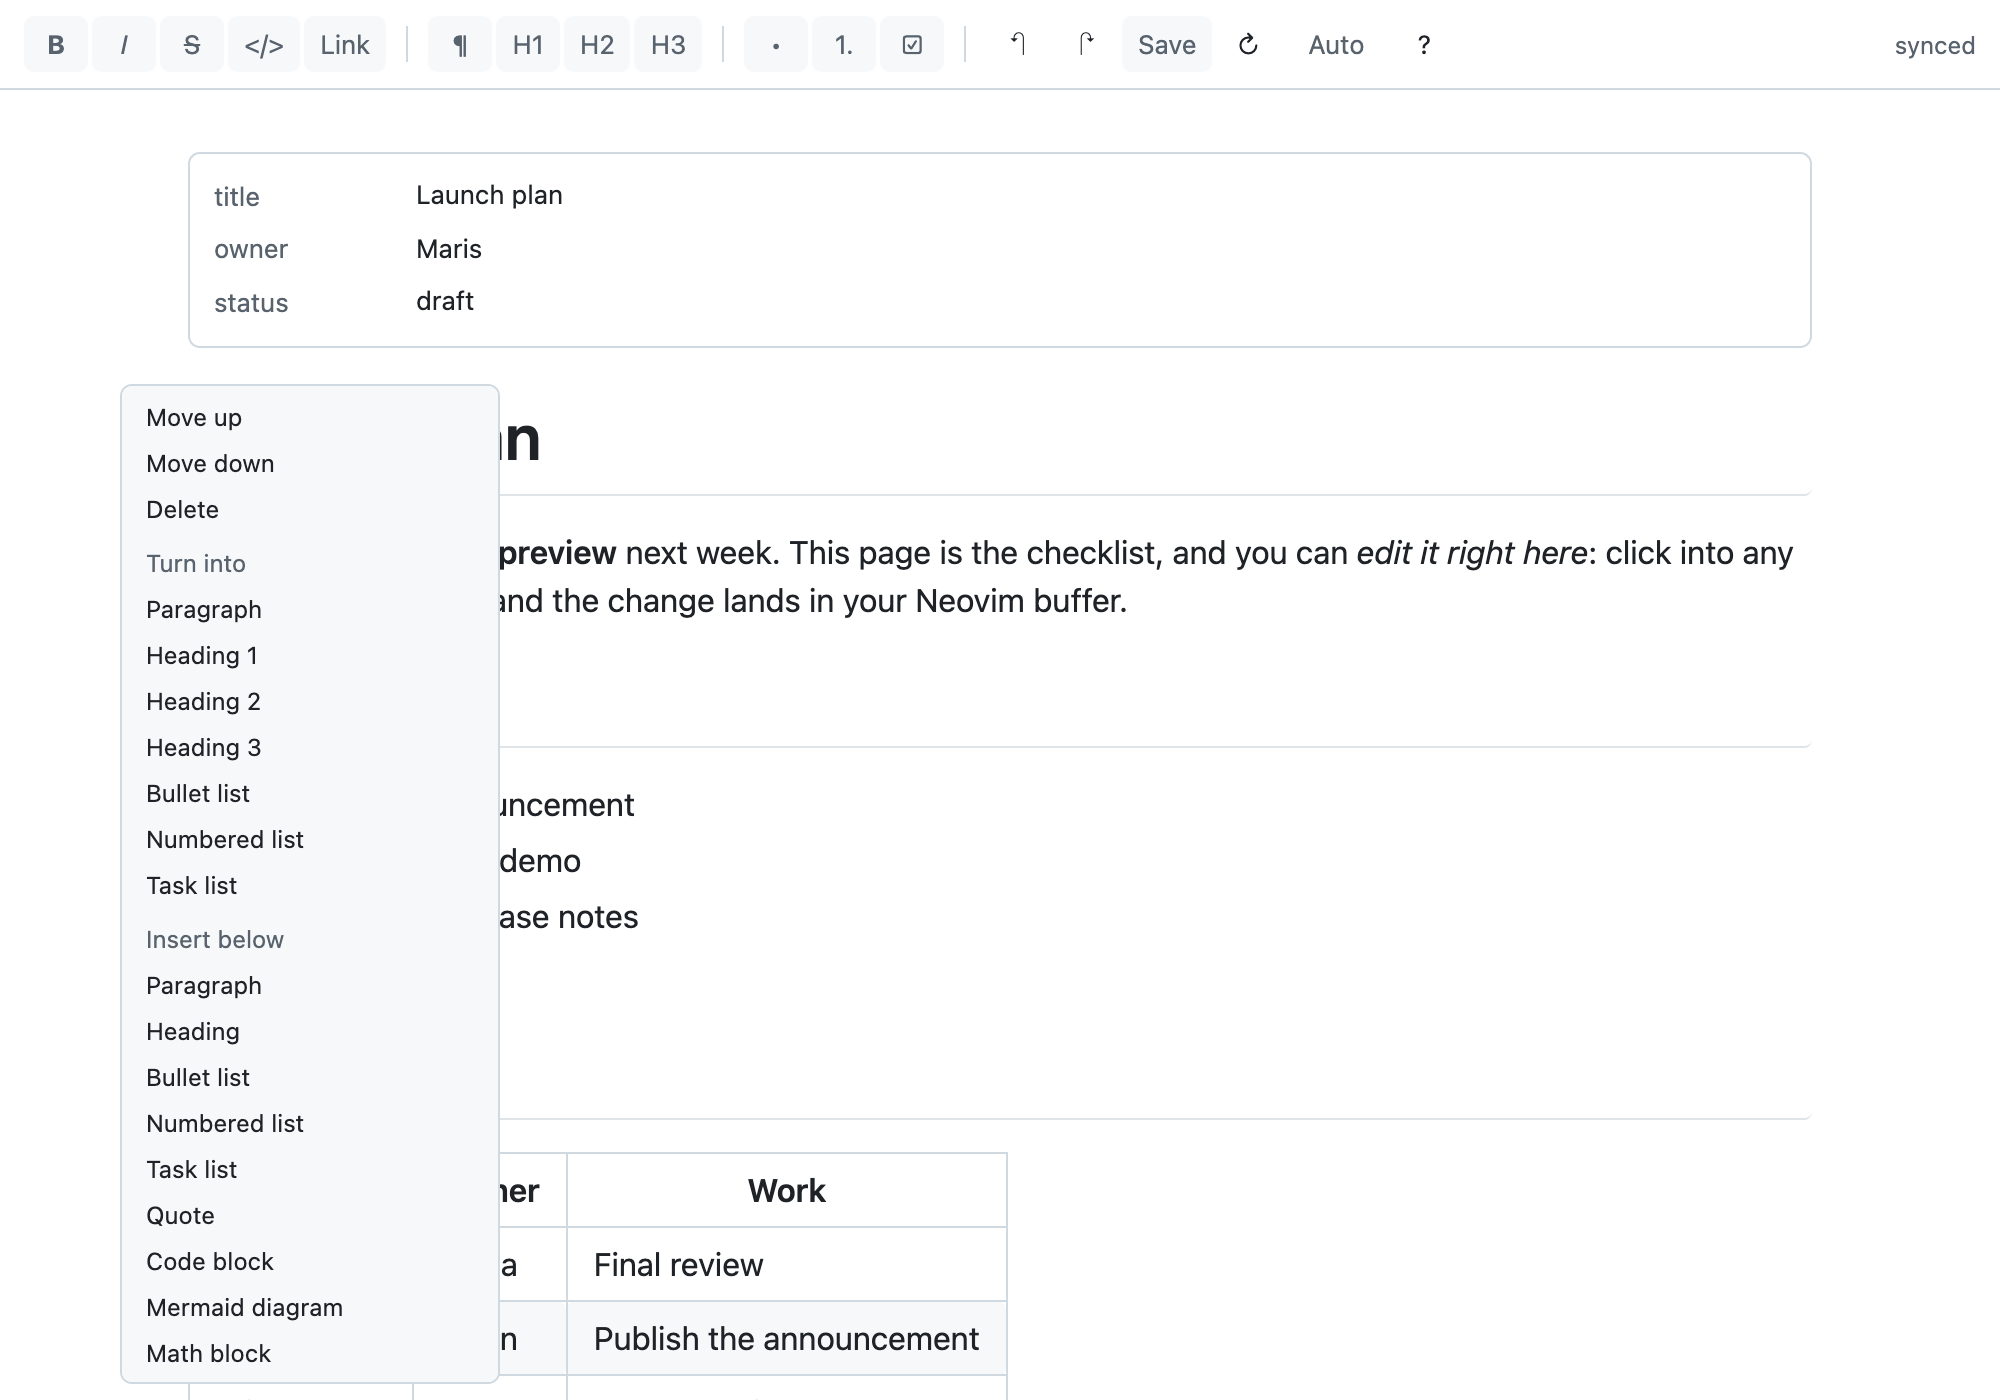 B I S </> Link ¶ H1 H2 H3 • 1. Save Auto ? synced
title Launch plan
owner Maris
status draft
Move up
Move down
Delete
Turn into
Paragraph
Heading 1
Heading 2
Heading 3
Bullet list
Numbered list
Task list
Insert below
Paragraph
Heading
Bullet list
Numbered list
Task list
Quote
Code block
Mermaid diagram
Math block
preview next week. This page is the checklist, and you can edit it right here: click into any
and the change lands in your Neovim buffer.
demo
notes
Work
Final review
Publish the announcement